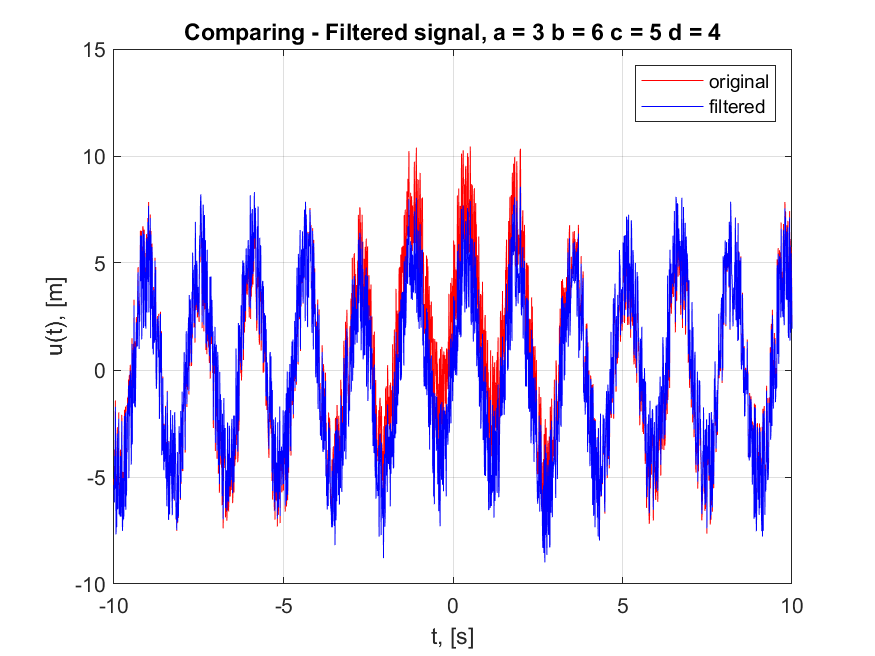 Comparing - Filtered signal, a = 3 b = 6 c = 5 d = 4
15
original
filtered
10
5
0
-5
-10
u(t), [m]
-10
-5
0
5
10
t, [s]